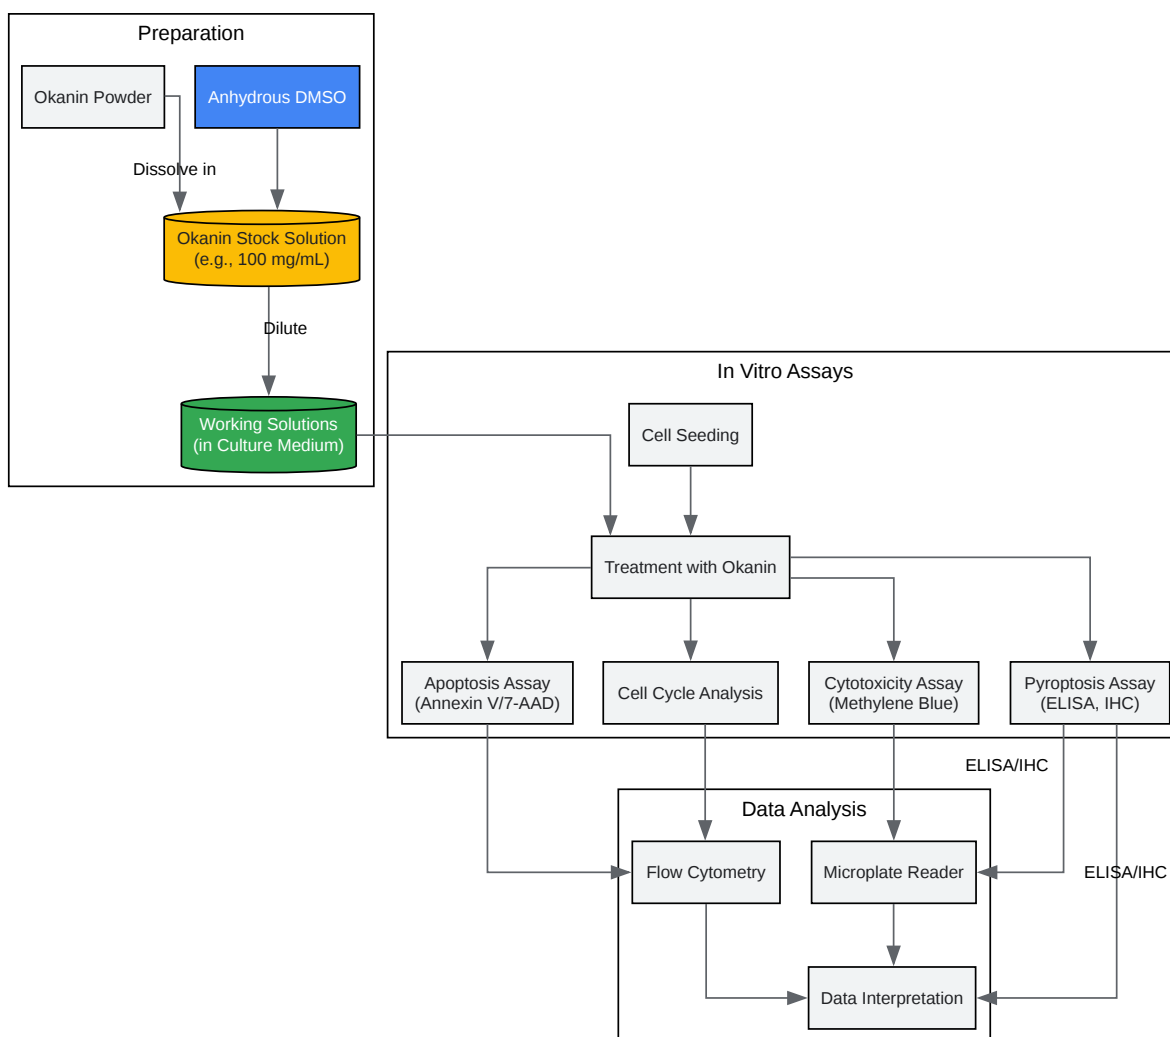 Preparation
Okanin Powder
Anhydrous DMSO
Dissolve in
Okanin Stock Solution
(e.g., 100 mg/mL)
Dilute
Working Solutions
(in Culture Medium)
In Vitro Assays
Cell Seeding
Treatment with Okanin
Apoptosis Assay
(Annexin V/7-AAD)
Cell Cycle Analysis
Cytotoxicity Assay
(Methylene Blue)
Pyroptosis Assay
(ELISA, IHC)
ELISA/IHC
Data Analysis
Flow Cytometry
Microplate Reader
ELISA/IHC
Data Interpretation